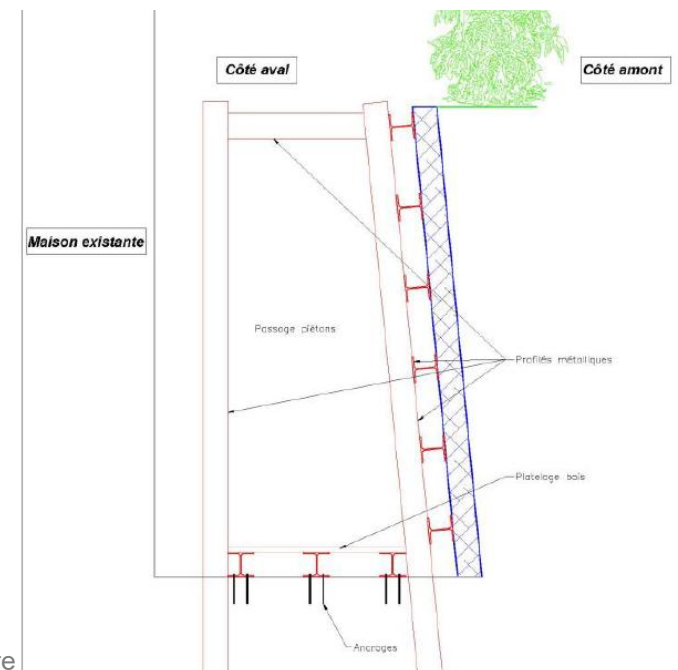 Côté aval
Côté amont
Maison existante
Passage piétons
Profilés métalliques
Platelage bois
Ancrages